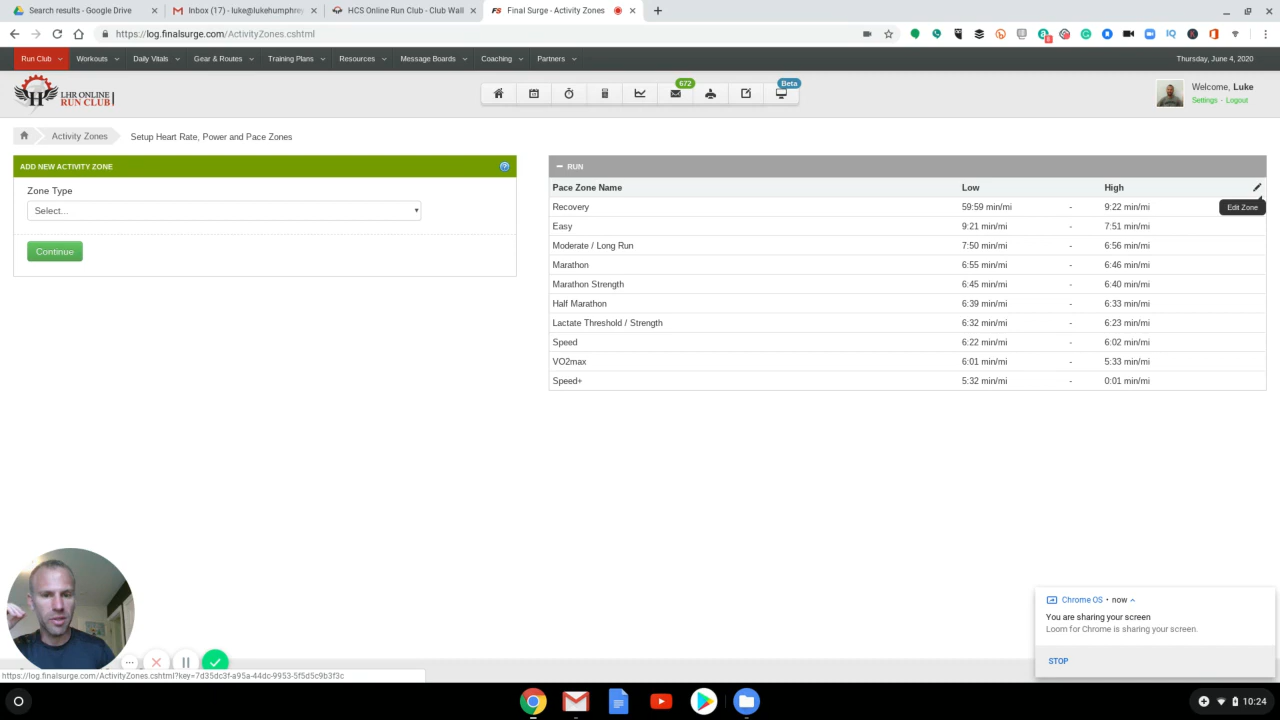 Search results - Google Drive
Inbox (17) - luke@lukehumphrey
HCS Online Run Club - Club Wall
Final Surge - Activity Zones
https://log.finalsurge.com/ActivityZones.cshtml
Run Club Workouts Daily Vitals Gear & Routes Training Plans Resources Message Boards Coaching Partners Thursday, June 4, 2020
LHR ONLINE
RUN CLUB
672
Beta
Welcome, Luke
Settings - Logout
Activity Zones Setup Heart Rate, Power and Pace Zones
ADD NEW ACTIVITY ZONE
Zone Type
Select...
Continue
RUN
Pace Zone Name Low High
Edit Zone
Recovery 59:59 min/mi - 9:22 min/mi
Easy 9:21 min/mi - 7:51 min/mi
Moderate / Long Run 7:50 min/mi - 6:56 min/mi
Marathon 6:55 min/mi - 6:46 min/mi
Marathon Strength 6:45 min/mi - 6:40 min/mi
Half Marathon 6:39 min/mi - 6:33 min/mi
Lactate Threshold / Strength 6:32 min/mi - 6:23 min/mi
Speed 6:22 min/mi - 6:02 min/mi
VO2max 6:01 min/mi - 5:33 min/mi
Speed+ 5:32 min/mi - 0:01 min/mi
Chrome OS • now
You are sharing your screen
Loom for Chrome is sharing your screen.
STOP
https://log.finalsurge.com/ActivityZones.cshtml?key=7d35dc3f-a95a-44dc-9953-5f5d5c9b3f3c
10:24